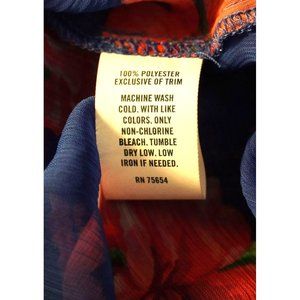 100% POLYESTER
EXCLUSIVE OF TRIM
MACHINE WASH
COLD. WITH LIKE
COLORS. ONLY
NON-CHLORINE
BLEACH. TUMBLE
DRY LOW. LOW
IRON IF NEEDED.
RN 75654